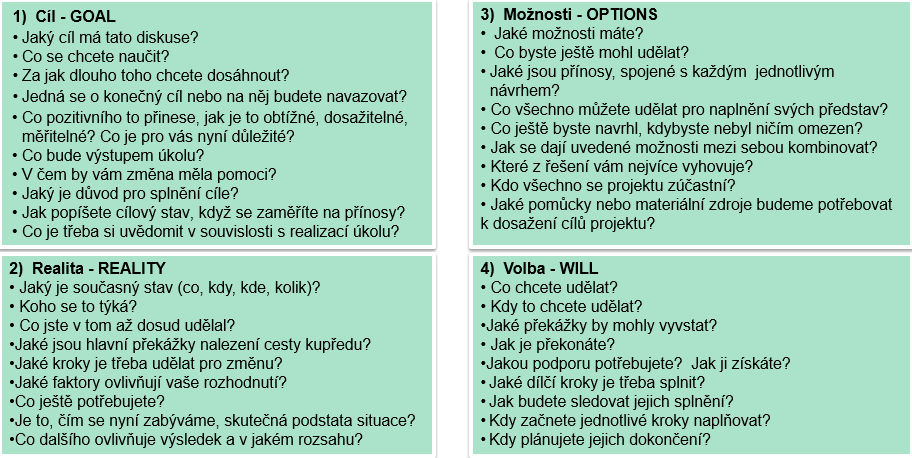 1) Cíl - GOAL
• Jaký cíl má tato diskuse?
• Co se chcete naučit?
• Za jak dlouho toho chcete dosáhnout?
• Jedná se o konečný cíl nebo na něj budete navazovat?
• Co pozitivního to přinese, jak je to obtížné, dosažitelné,
měřitelné? Co je pro vás nyní důležité?
• Co bude výstupem úkolu?
• V čem by vám změna měla pomoci?
• Jaký je důvod pro splnění cíle?
• Jak popíšete cílový stav, když se zaměříte na přínosy?
• Co je třeba si uvědomit v souvislosti s realizací úkolu?
2) Realita - REALITY
• Jaký je současný stav (co, kdy, kde, kolik)?
• Koho se to týká?
• Co jste v tom až dosud udělal?
•Jaké jsou hlavní překážky nalezení cesty kupředu?
•Jaké kroky je třeba udělat pro změnu?
•Jaké faktory ovlivňují vaše rozhodnutí?
•Co ještě potřebujete?
•Je to, čím se nyní zabýváme, skutečná podstata situace?
•Co dalšího ovlivňuje výsledek a v jakém rozsahu?
3) Možnosti - OPTIONS
• Jaké možnosti máte?
• Co byste ještě mohl udělat?
• Jaké jsou přínosy, spojené s každým jednotlivým
návrhem?
• Co všechno můžete udělat pro naplnění svých představ?
• Co ještě byste navrhl, kdybyste nebyl ničím omezen?
• Jak se dají uvedené možnosti mezi sebou kombinovat?
• Které z řešení vám nejvíce vyhovuje?
• Kdo všechno se projektu zúčastní?
• Jaké pomůcky nebo materiální zdroje budeme potřebovat
k dosažení cílů projektu?
4) Volba - WILL
• Co chcete udělat?
• Kdy to chcete udělat?
•Jaké překážky by mohly vyvstat?
• Jak je překonáte?
•Jakou podporu potřebujete? Jak ji získáte?
• Jaké dílčí kroky je třeba splnit?
• Jak budete sledovat jejich splnění?
• Kdy začnete jednotlivé kroky naplňovat?
• Kdy plánujete jejich dokončení?